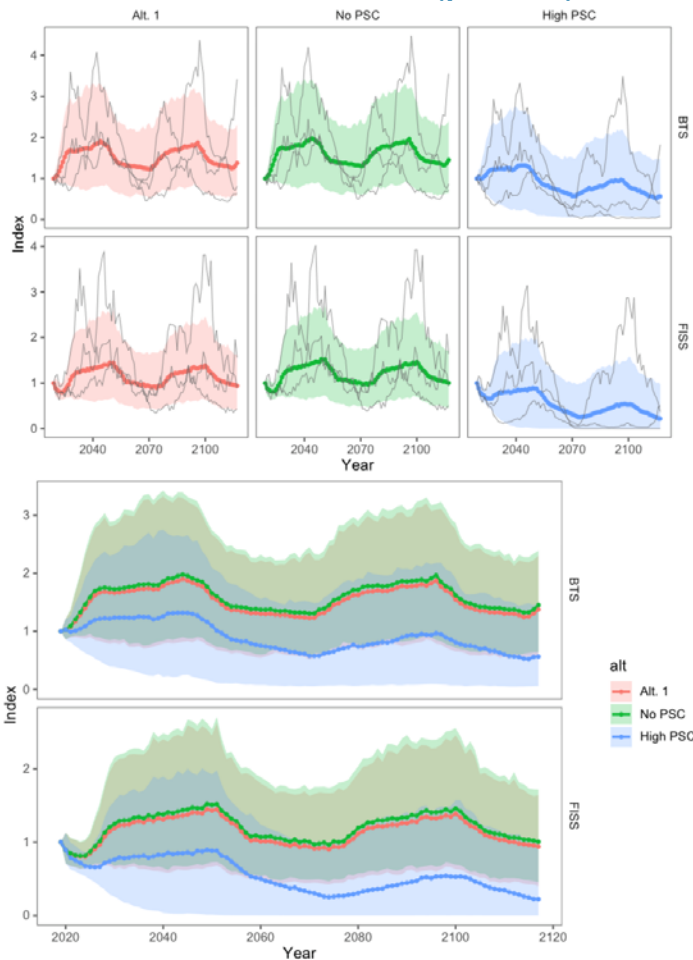 Alt. 1 No PSC High PSC
4
3
2
1
0
BTS
Index
4
3
2
1
0
FISS
2040 2070 2100 2040 2070 2100 2040 2070 2100
Year
3
2
1
0
BTS
Index
2
1
0
FISS
2020 2040 2060 2080 2100 2120
Year
alt
Alt. 1
No PSC
High PSC